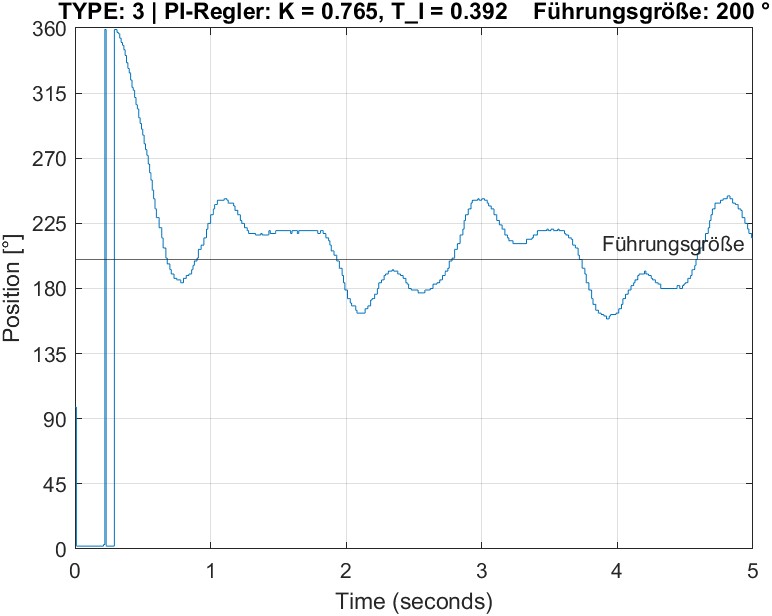 TYPE: 3 | PI-Regler: K = 0.765, T_I = 0.392 Führungsgröße: 200 °
360
315
270
225
180
135
90
45
0
Position [°]
Führungsgröße
0 1 2 3 4 5
Time (seconds)